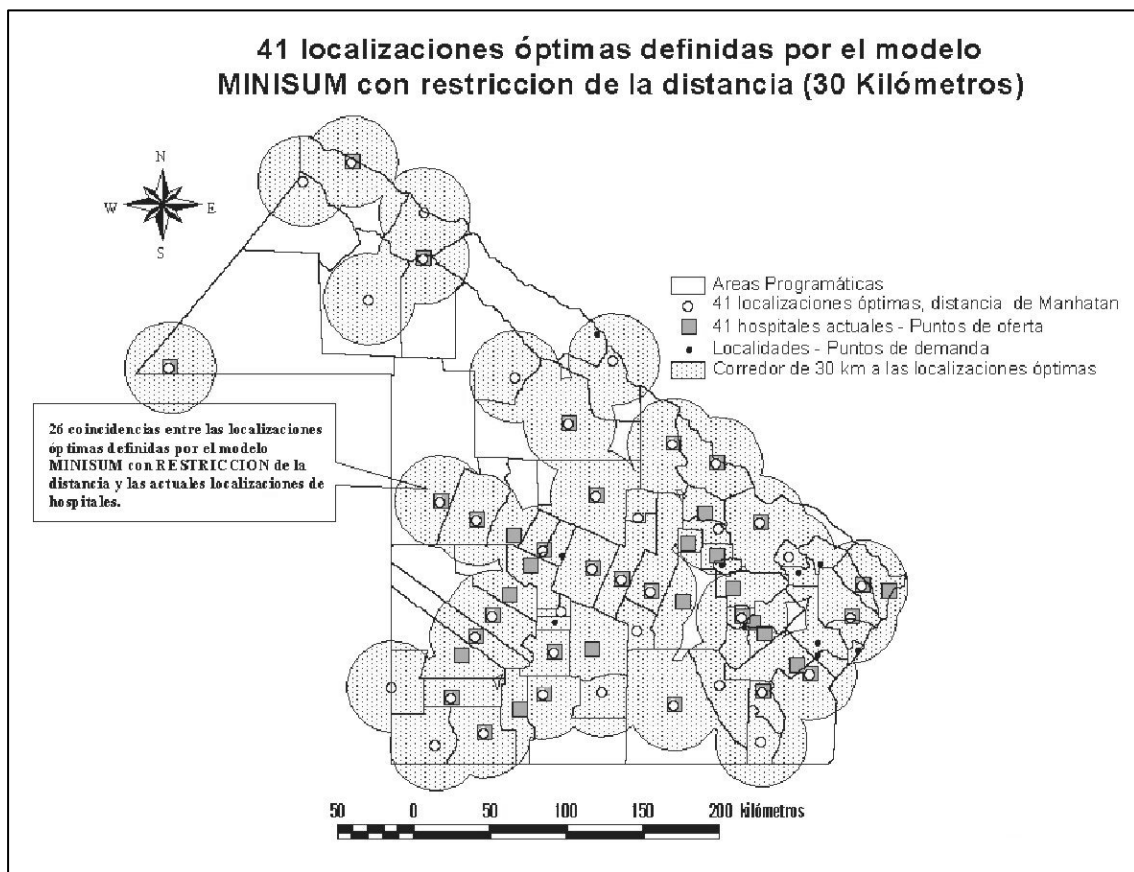 41 localizaciones óptimas definidas por el modelo
MINISUM con restriccion de la distancia (30 Kilómetros)
N
W
E
S
Areas Programáticas
41 localizaciones óptimas, distancia de Manhatan
41 hospitales actuales - Puntos de oferta
Localidades - Puntos de demanda
Corredor de 30 km a las localizaciones óptimas
26 coincidencias entre las localizaciones
óptimas definidas por el modelo
MINISUM con RESTRICCION de la
distancia y las actuales localizaciones de
hospitales.
50 0 50 100 150 200 kilómetros